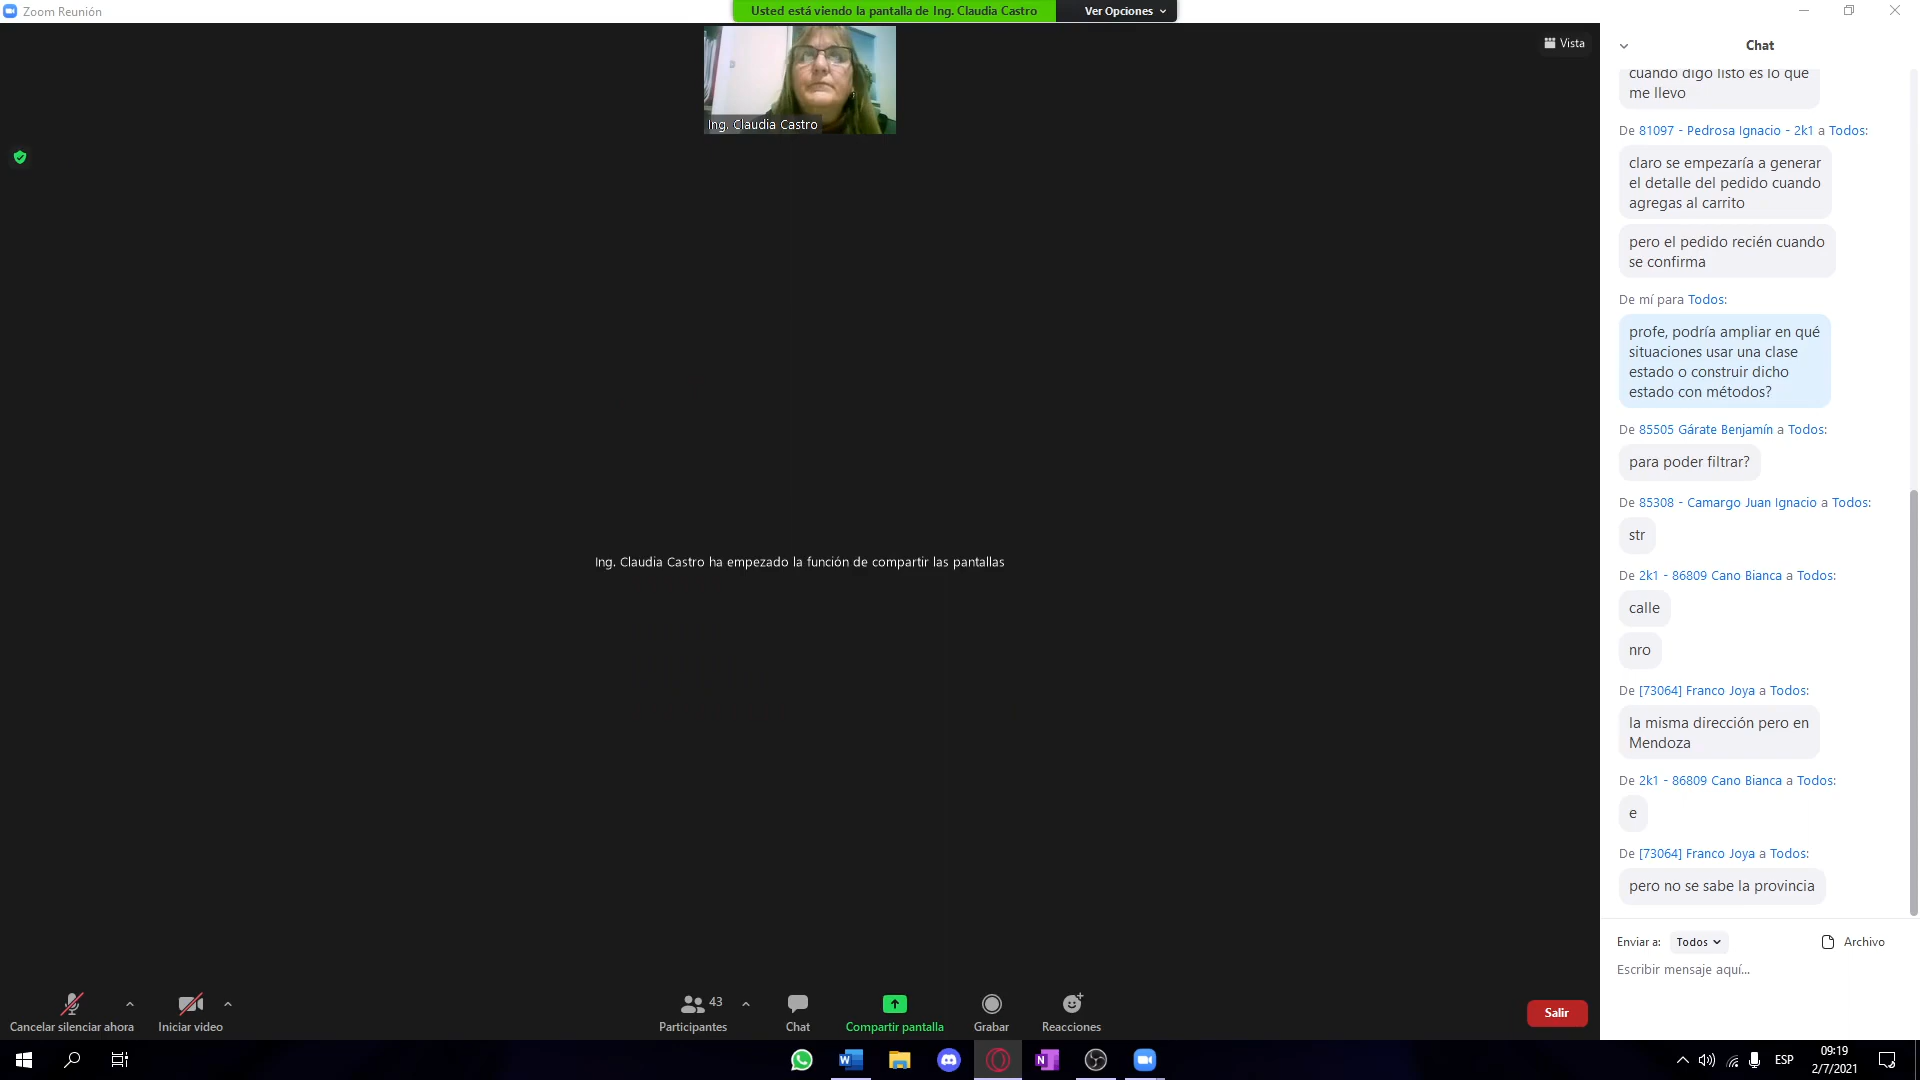 Zoom Reunión
Usted está viendo la pantalla de Ing. Claudia Castro
Ver Opciones
Vista
Ing. Claudia Castro
Ing. Claudia Castro ha empezado la función de compartir las pantallas
Chat
cuando digo listo es lo que
me llevo
De 81097 - Pedrosa Ignacio - 2k1 a Todos:
claro se empezaría a generar
el detalle del pedido cuando
agregas al carrito
pero el pedido recién cuando
se confirma
De mí para Todos:
profe, podría ampliar en qué
situaciones usar una clase
estado o construir dicho
estado con métodos?
De 85505 Gárate Benjamín a Todos:
para poder filtrar?
De 85308 - Camargo Juan Ignacio a Todos:
str
De 2k1 - 86809 Cano Bianca a Todos:
calle
nro
De [73064] Franco Joya a Todos:
la misma dirección pero en
Mendoza
De 2k1 - 86809 Cano Bianca a Todos:
e
De [73064] Franco Joya a Todos:
pero no se sabe la provincia
Enviar a: Todos
Archivo
Escribir mensaje aquí...
Cancelar silenciar ahora
Iniciar video
43
Participantes
Chat
Compartir pantalla
Grabar
Reacciones
Salir
ESP
09:19
2/7/2021